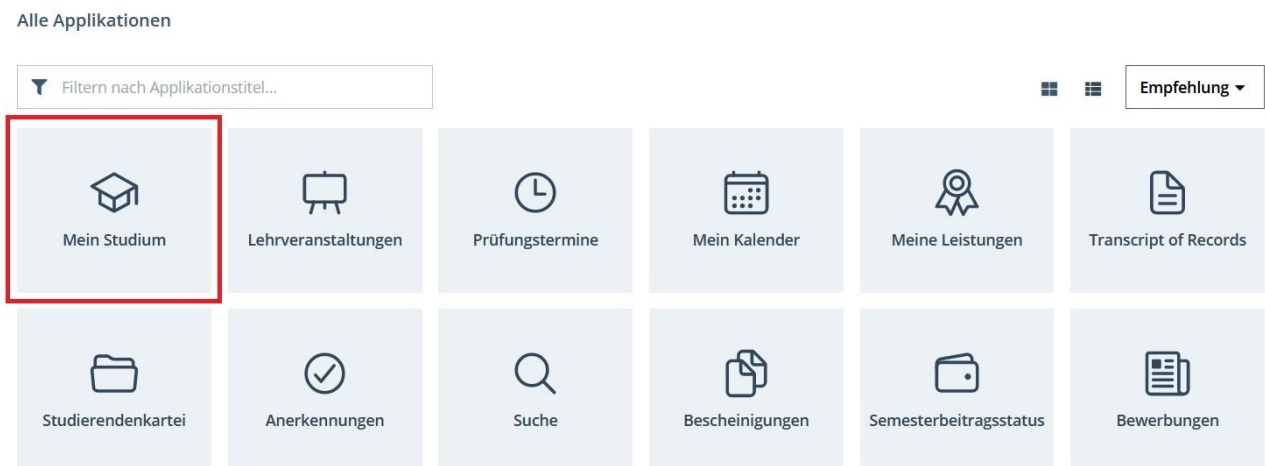 Alle Applikationen
Filtern nach Applikationstitel...
Empfehlung
Mein Studium
Lehrveranstaltungen
Prüfungstermine
Mein Kalender
Meine Leistungen
Transcript of Records
Studierendenkartei
Anerkennungen
Suche
Bescheinigungen
Semesterbeitragsstatus
Bewerbungen